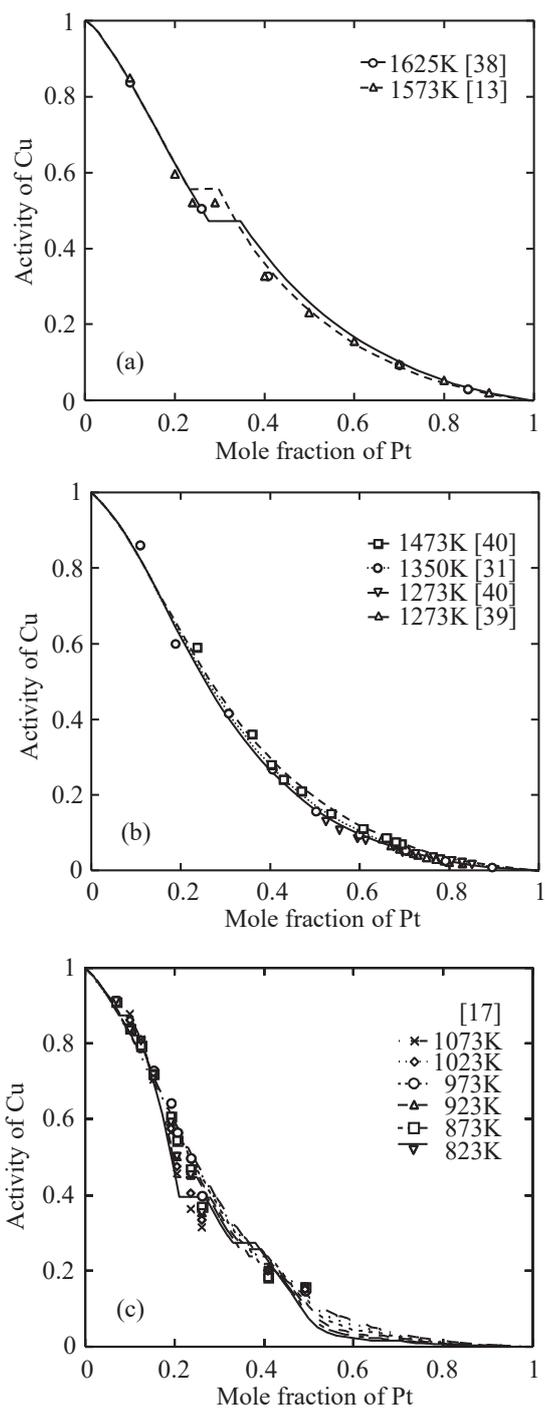 1
0.8
0.6
0.4
0.2
0
Activity of Cu
1625K [38]
1573K [13]
(a)
0 0.2 0.4 0.6 0.8 1
Mole fraction of Pt
1
0.8
0.6
0.4
0.2
0
Activity of Cu
1473K [40]
1350K [31]
1273K [40]
1273K [39]
(b)
0 0.2 0.4 0.6 0.8 1
Mole fraction of Pt
1
0.8
0.6
0.4
0.2
0
Activity of Cu
[17]
1073K
1023K
973K
923K
873K
823K
(c)
0 0.2 0.4 0.6 0.8 1
Mole fraction of Pt